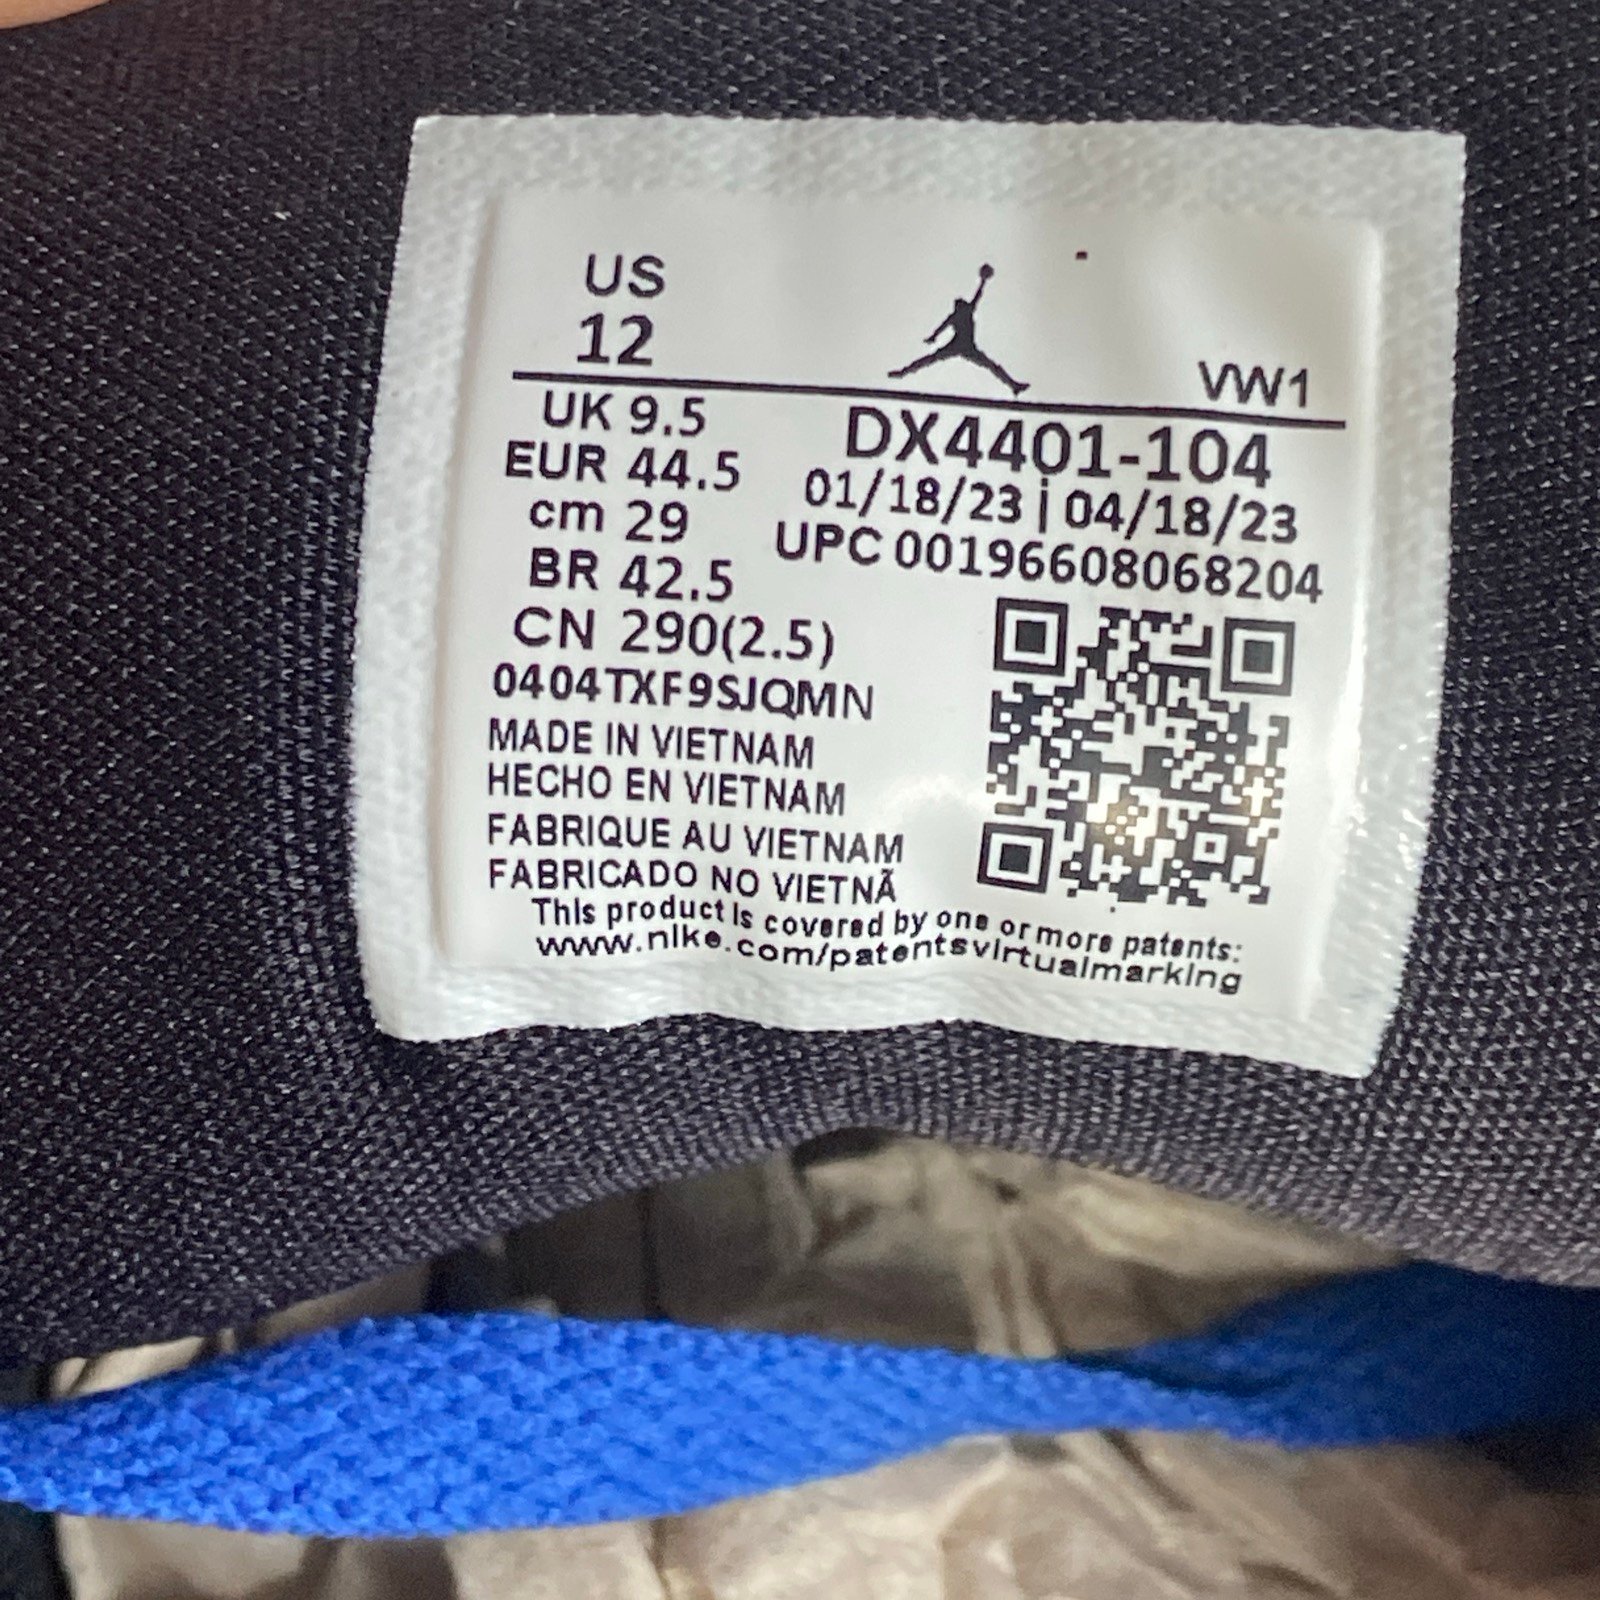 US
12
VW1
UK 9.5
EUR 44.5
cm 29
BR 42.5
CN 290(2.5)
DX4401-104
01/18/23 | 04/18/23
UPC 00196608068204
0404TXF9SJQMN
MADE IN VIETNAM
HECHO EN VIETNAM
FABRIQUE AU VIETNAM
FABRICADO NO VIETNÃ
This product is covered by one or more patents:
www.nike.com/patentsvirtualmarking